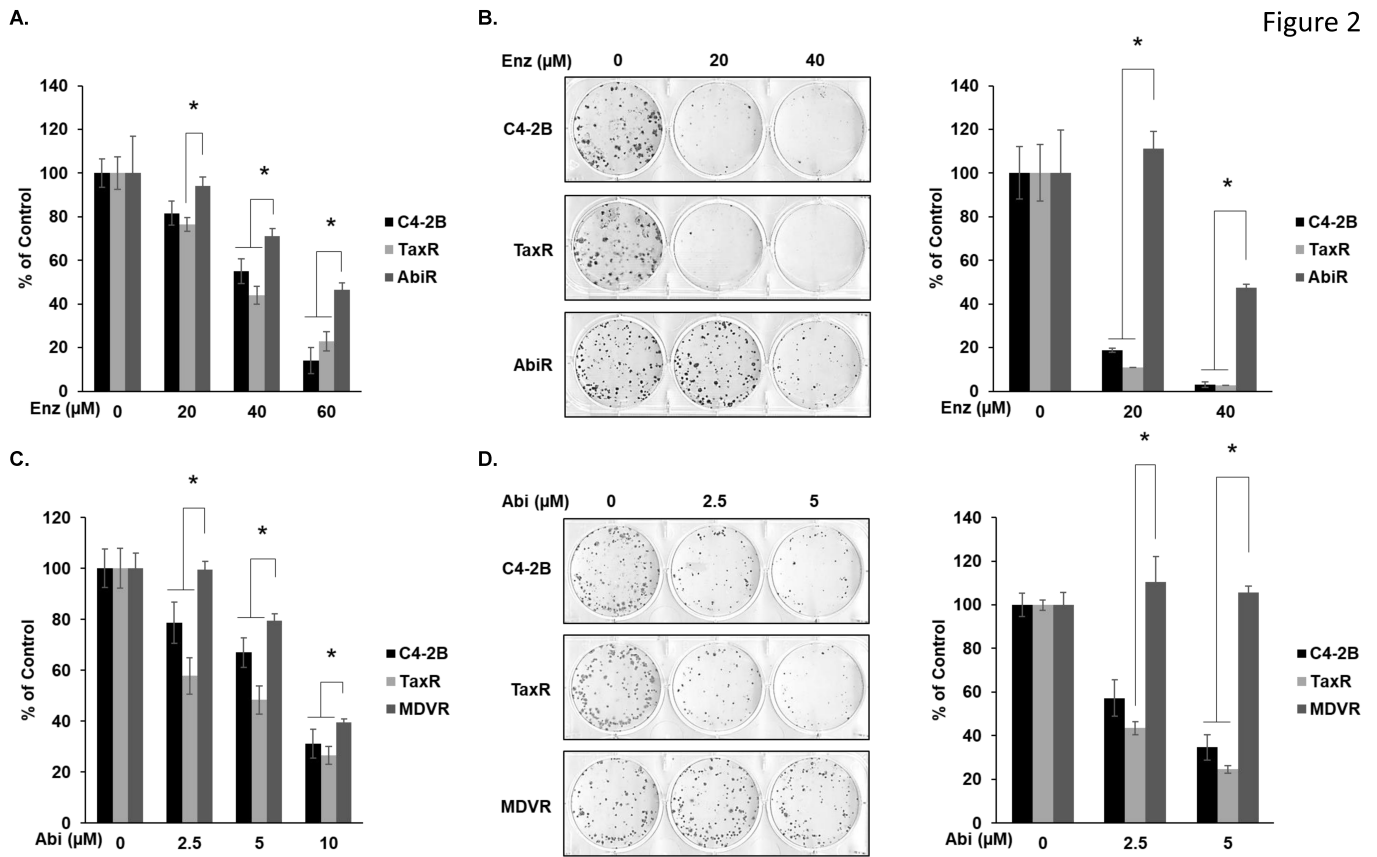 Figure 2
A.
*
*
*
140
120
100
80
60
40
20
0
% of Control
C4-2B
TaxR
AbiR
Enz (µM) 0 20 40 60
B.
Enz (µM) 0 20 40
C4-2B
TaxR
AbiR
*
*
140
120
100
80
60
40
20
0
% of Control
C4-2B
TaxR
AbiR
Enz (µM) 0 20 40
C.
*
*
*
120
100
80
60
40
20
0
% of Control
C4-2B
TaxR
MDVR
Abi (µM) 0 2.5 5 10
D.
Abi (µM) 0 2.5 5
C4-2B
TaxR
MDVR
*
*
140
120
100
80
60
40
20
0
% of Control
C4-2B
TaxR
MDVR
Abi (µM) 0 2.5 5